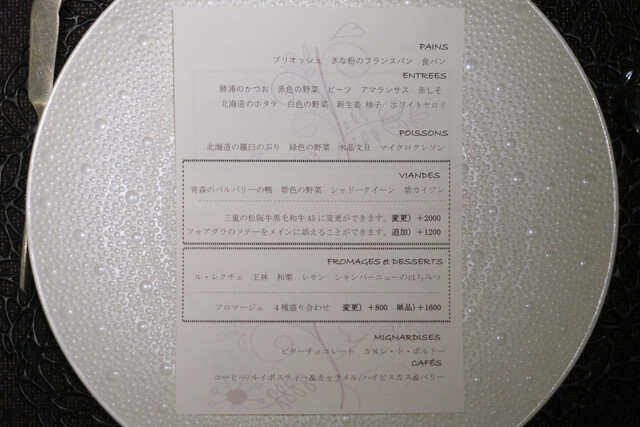 PAINS
ブリオッシュ　きな粉のフランスパン　食パン
ENTREES
勝浦のかつお　赤色の野菜　ビーツ　アマランサス　赤しそ
北海道のホタテ　白色の野菜　新生姜 柚子　ホワイトセロリ
POISSONS
北海道の羅臼のぶり　緑色の野菜　水晶文旦　マイクロクレソン
VIANDES
青森のバルバリーの鴨　紫色の野菜　シャドークイーン　紫カイワレ
三重の松阪牛黒毛和牛 A5 に変更ができます。変更）＋2000
フォアグラのソテーをメインに添えることができます。追加）＋1200
FROMAGES et DESSERTS
ル・レクチェ　王林　和栗　レモン　シャンパーニューのはちみつ
フロマージュ　４種盛り合わせ　変更）＋800　単品）＋1600
MIGNARDISES
ビターチョコレート　カヌレ・ド・ボルドー
CAFÉS
コーヒー/ルイボスティー&キャラメル/ハイビスカス&ベリー